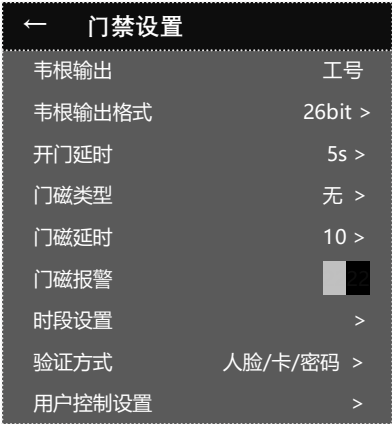 ← 门禁设置
韦根输出 工号
韦根输出格式 26bit >
开门延时 5s >
门磁类型 无 >
门磁延时 10 >
门磁报警
时段设置 >
验证方式 人脸/卡/密码 >
用户控制设置 >